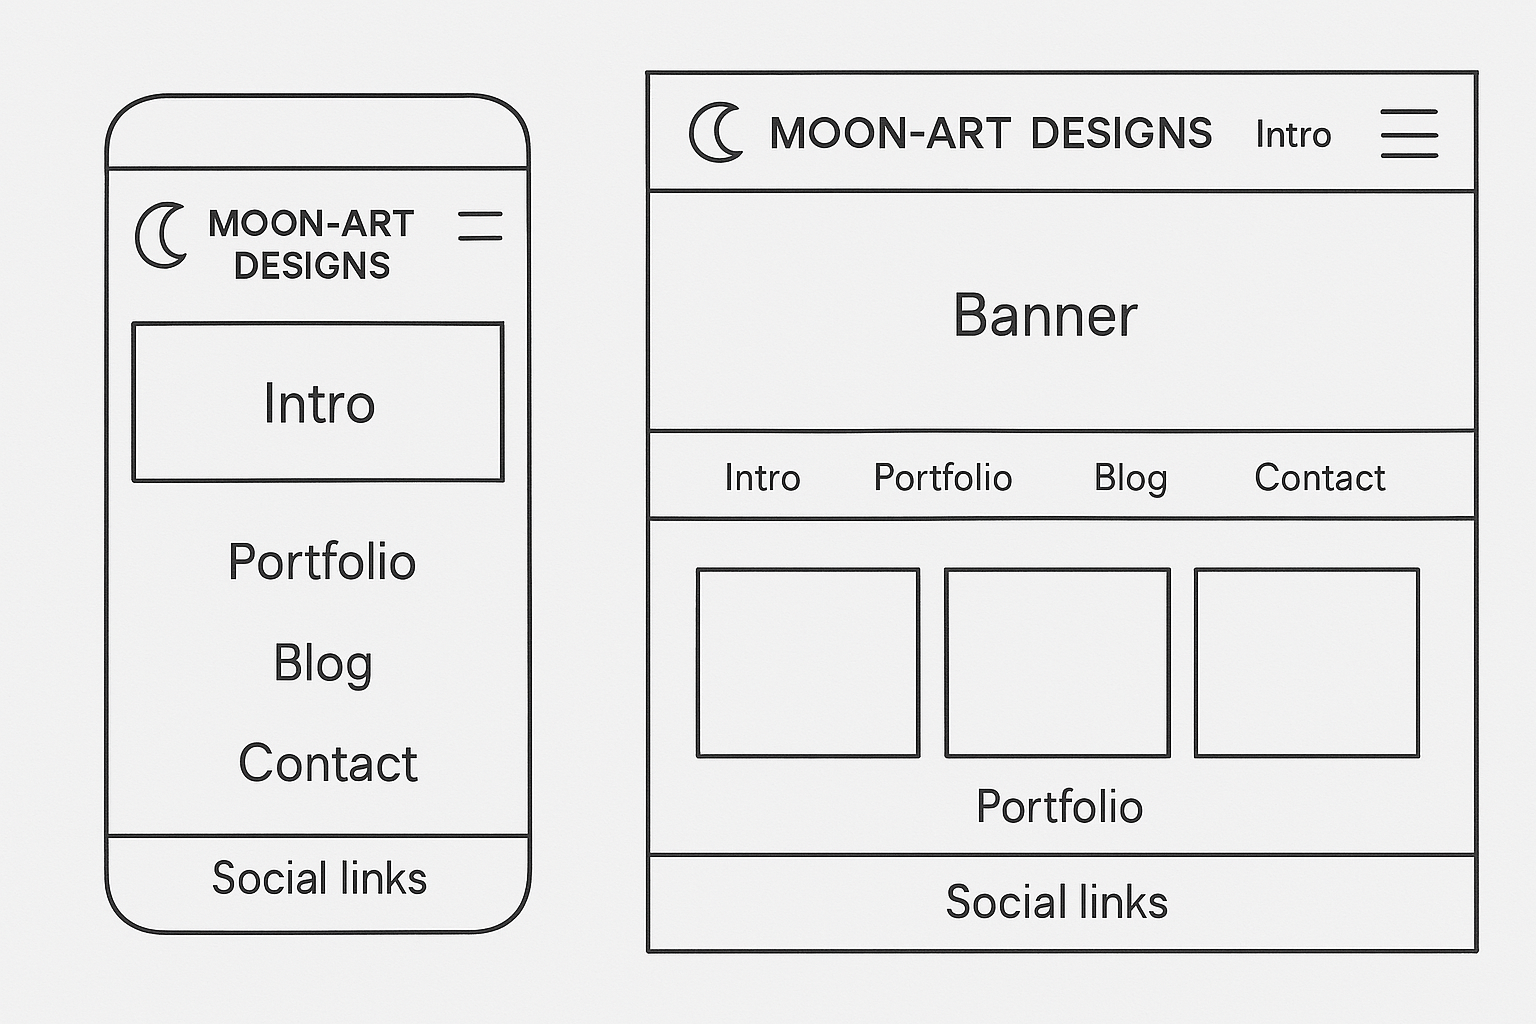 MOON-ART
DESIGNS
Intro
Portfolio
Blog
Contact
Social links
MOON-ART DESIGNS Intro
Banner
Intro Portfolio Blog Contact
Portfolio
Social links